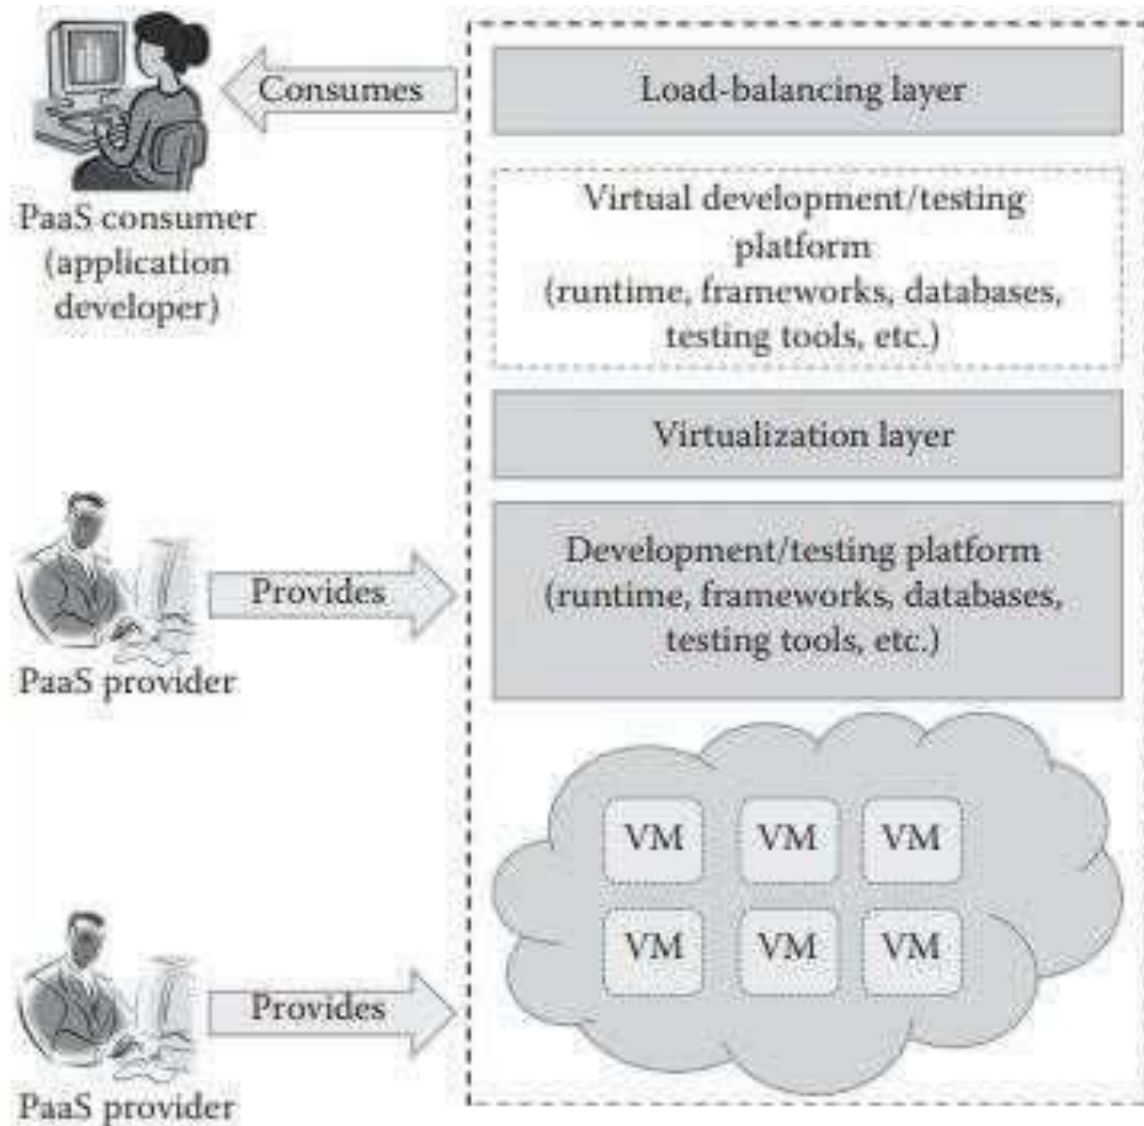 Consumes
PaaS consumer
(application
developer)
Load-balancing layer
Virtual development/testing
platform
(runtime, frameworks, databases,
testing tools, etc.)
Virtualization layer
Provides
PaaS provider
Development/testing platform
(runtime, frameworks, databases,
testing tools, etc.)
VM VM VM
VM VM VM
Provides
PaaS provider